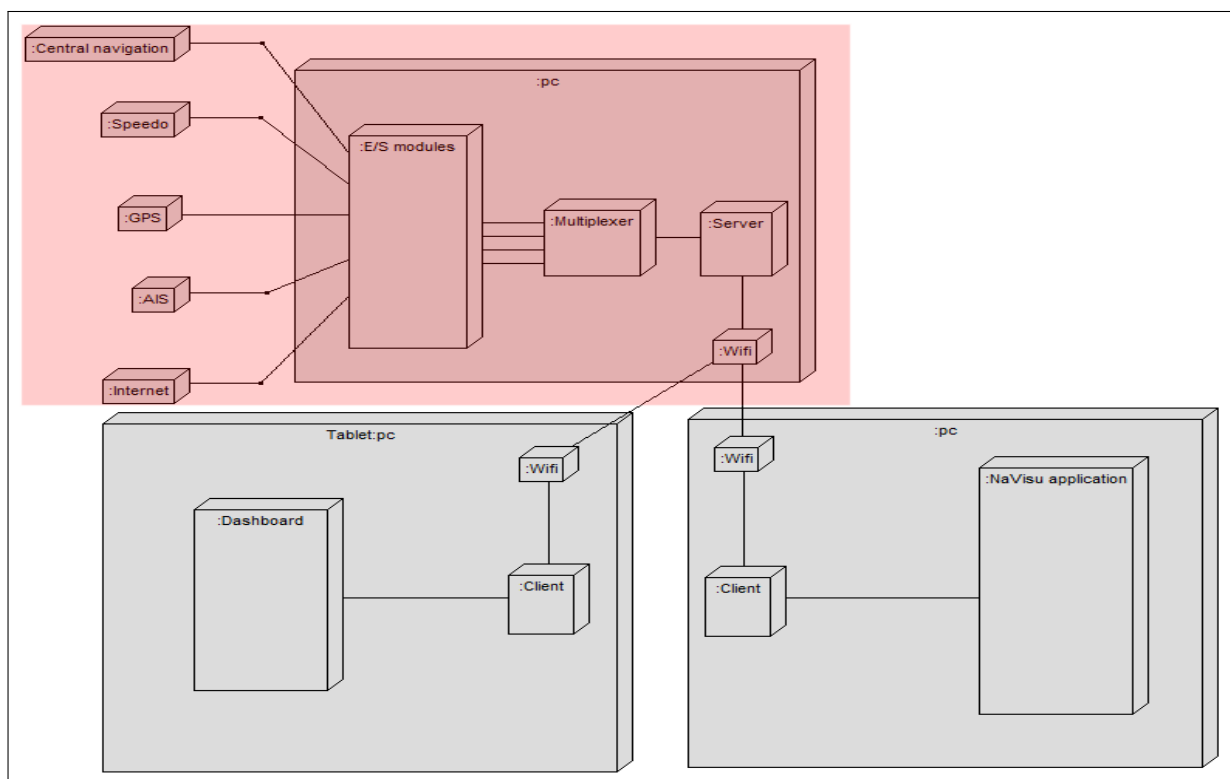 :Central navigation
:pc
:Speedo
:E/S modules
:GPS
:Multiplexer
:Server
:AIS
:Wifi
:Internet
Tablet:pc
:Wifi
:Dashboard
:Client
:pc
:Wifi
:NaVisu application
:Client